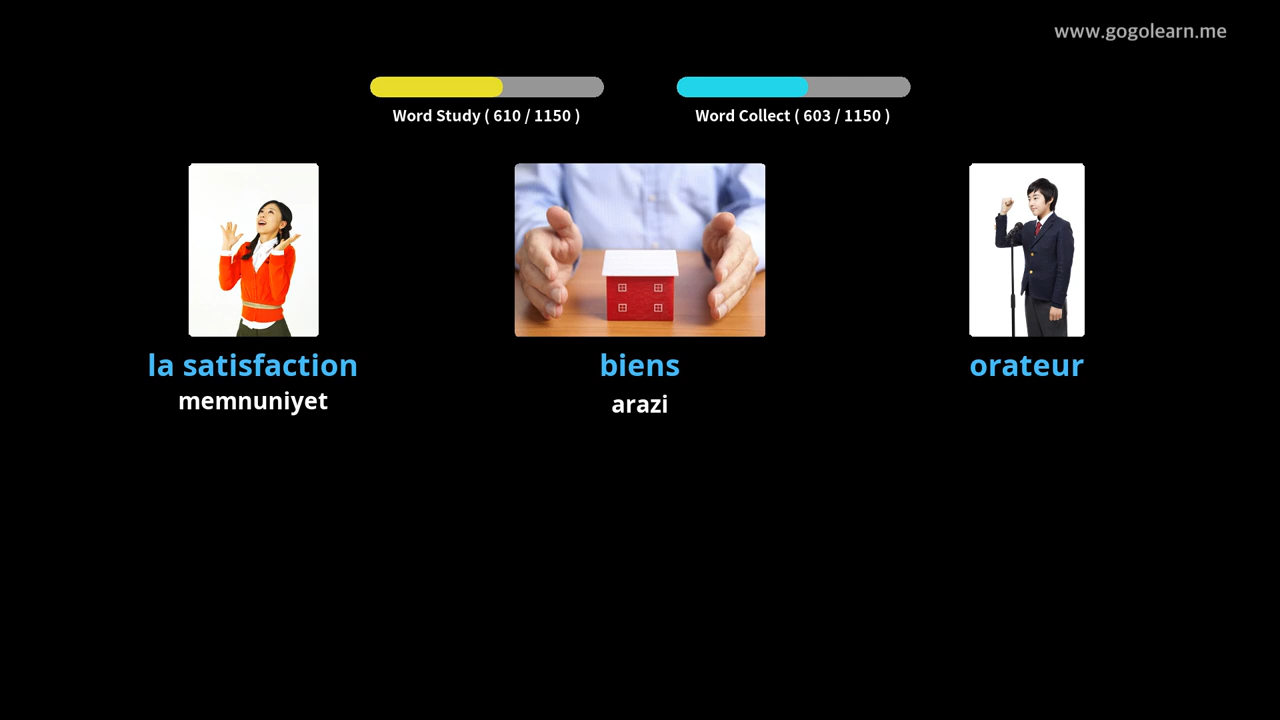 www.gogolearn.me
Word Study ( 610 / 1150 )
Word Collect ( 603 / 1150 )
la satisfaction
memnuniyet
biens
arazi
orateur